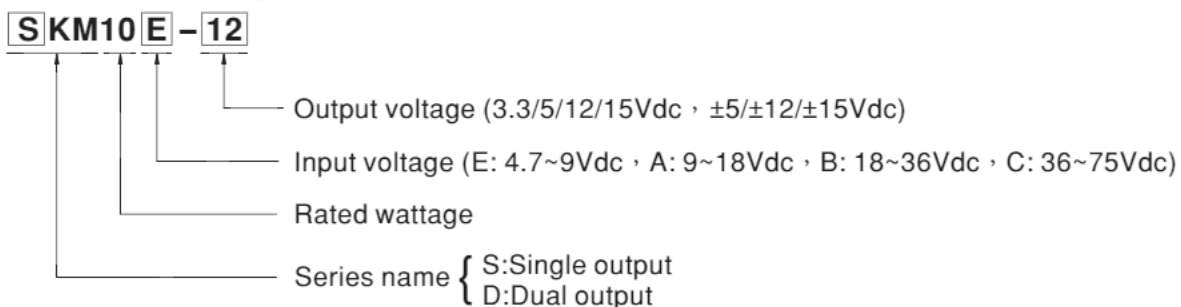 SKM10E-12
Output voltage (3.3/5/12/15Vdc，±5/±12/±15Vdc)
Input voltage (E: 4.7~9Vdc，A: 9~18Vdc，B: 18~36Vdc，C: 36~75Vdc)
Rated wattage
Series name { S:Single output
D:Dual output